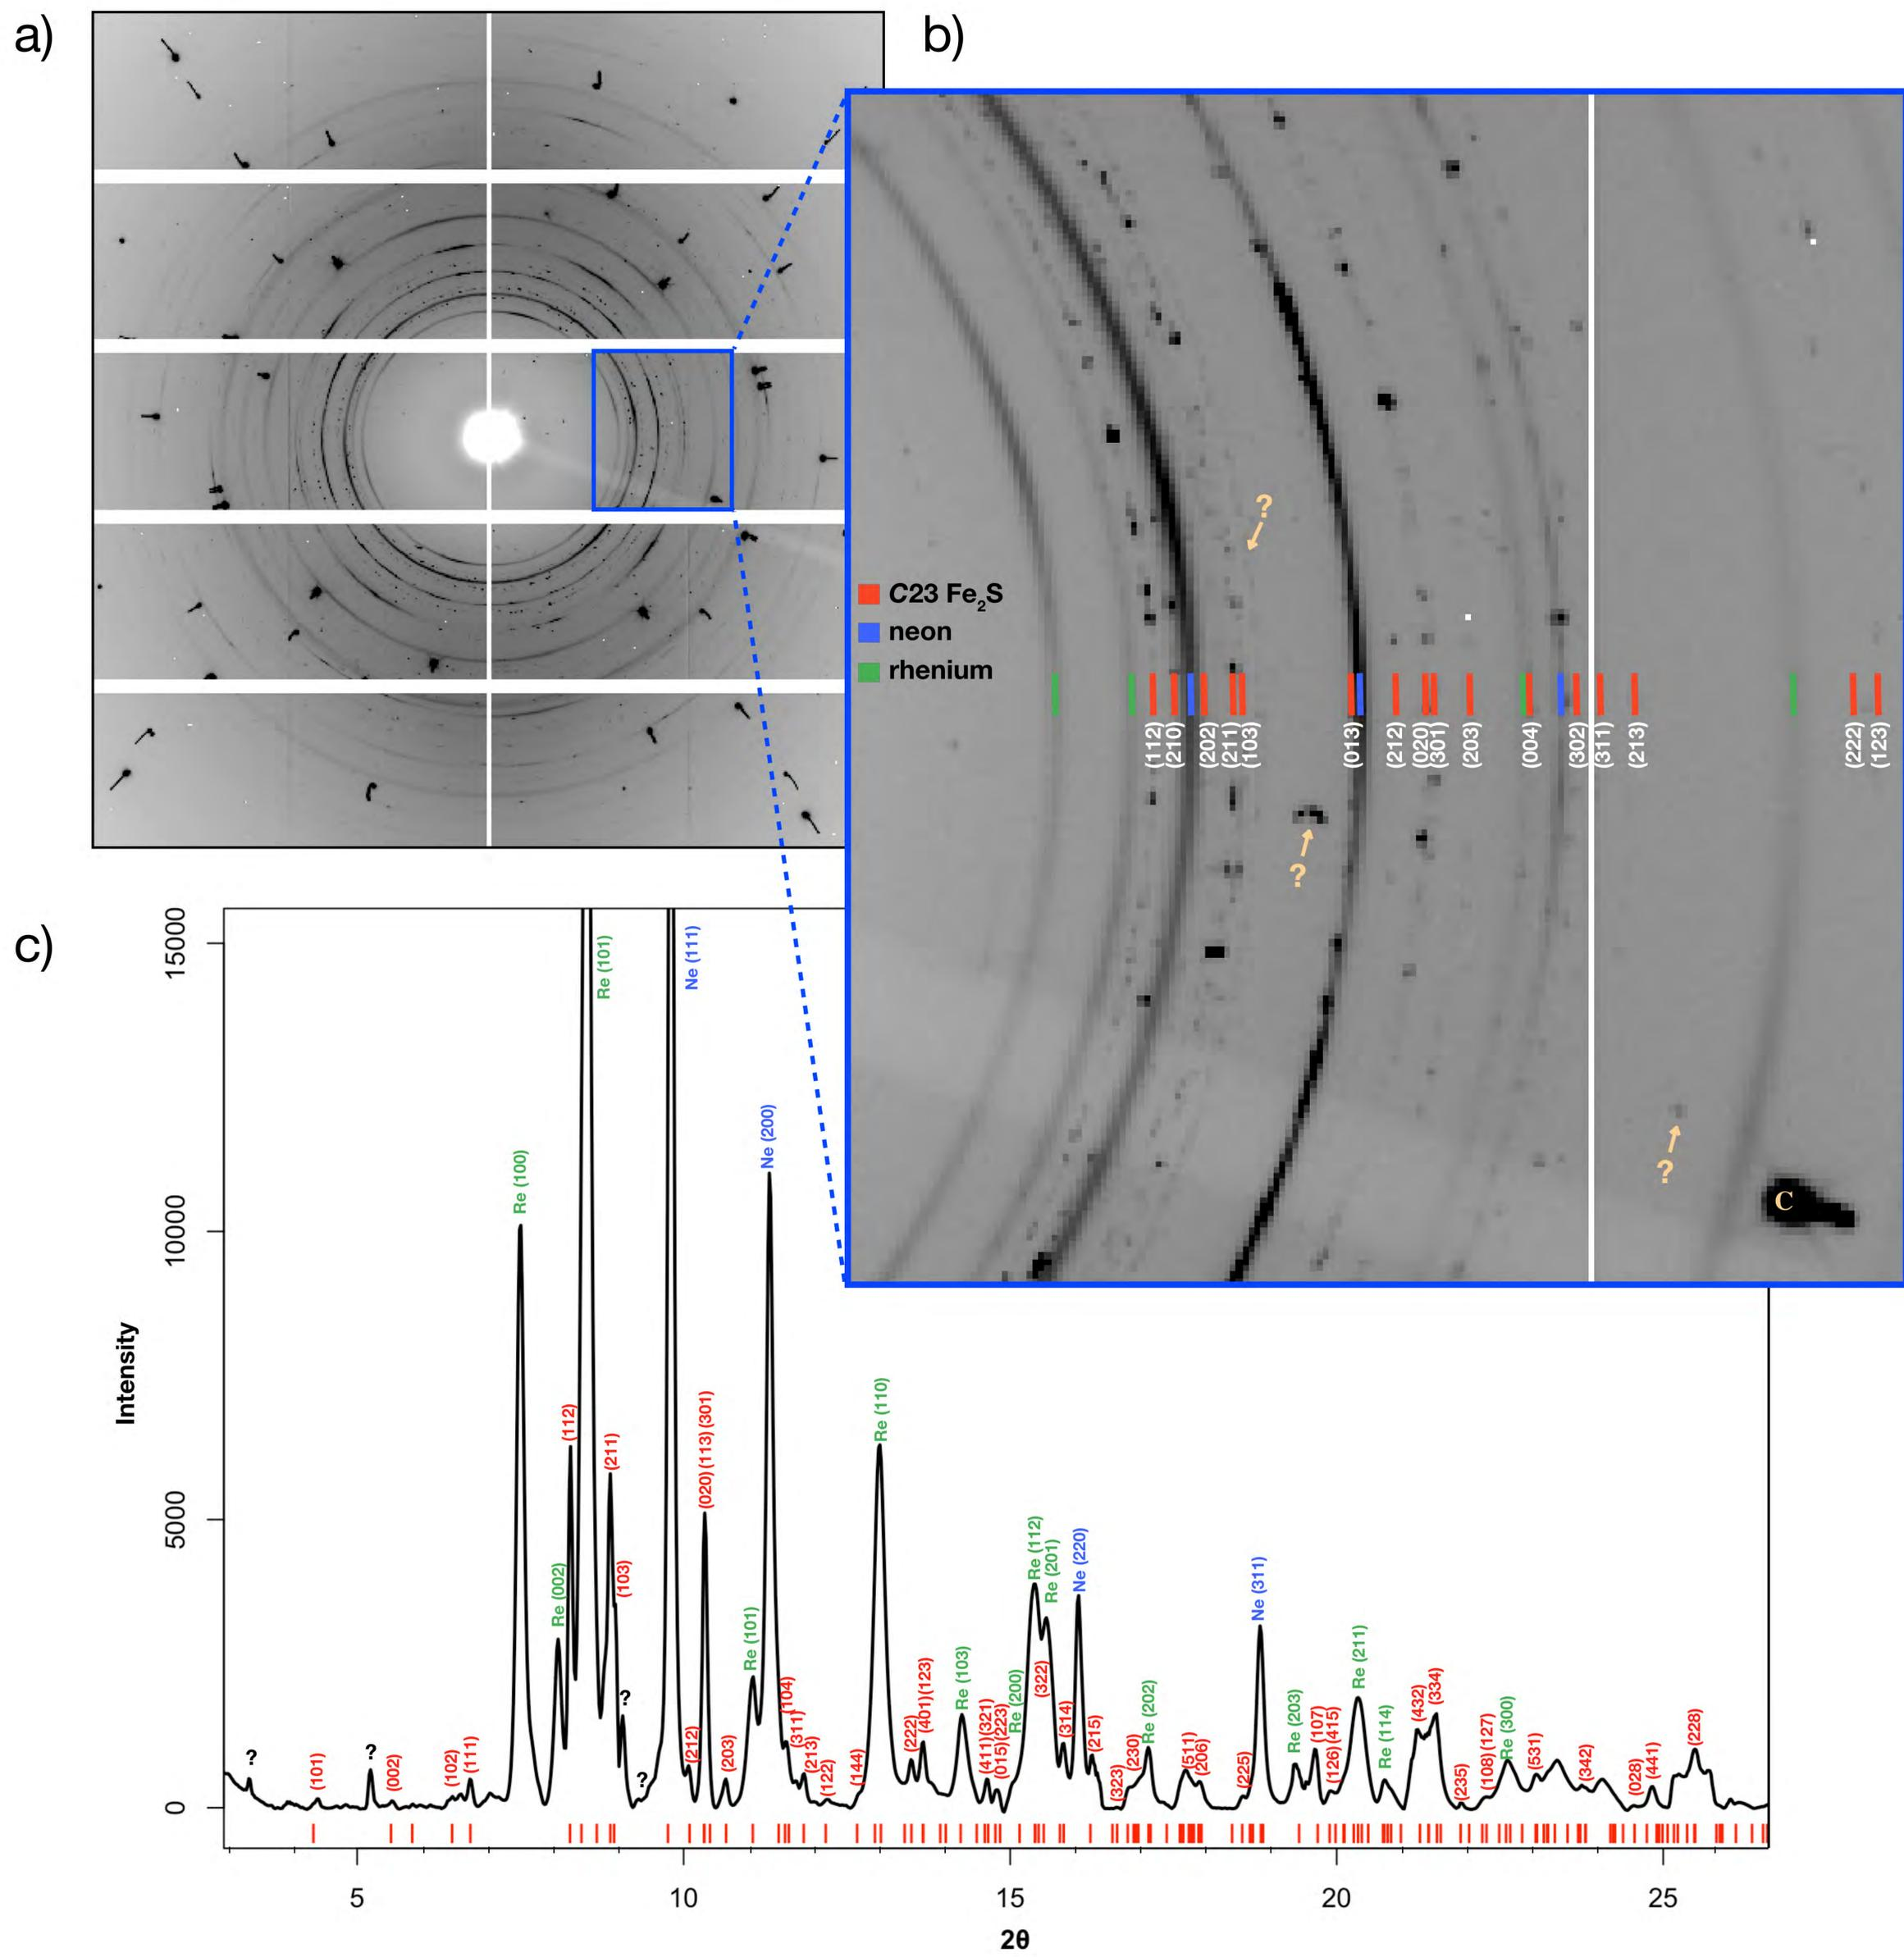 a)
b)
?
C23 Fe₂S
neon
rhenium
(112)
(210)
(202)
(211)
(103)
(013)
(212)
(020)
(301)
(203)
(004)
(302)
(311)
(213)
(222)
(123)
?
?
C
c)
15000
10000
5000
0
Intensity
?
(101)
?
(002)
(102)
(111)
Re (100)
Re (002)
(112)
Re (101)
(211)
(103)
?
?
Ne (111)
(212)
(020) (113) (301)
(203)
Re (101)
Ne (200)
(104)
(311)
(213)
(122)
(144)
Re (110)
(222)
(401)(123)
Re (103)
(411)(321)
(015)(223)
Re (200)
Re (112)
(322)
Re (201)
(314)
Ne (220)
(215)
(323)
(230)
Re (202)
(511)
(206)
(225)
Ne (311)
Re (203)
(107)
(126) (415)
Re (211)
Re (114)
(432)
(334)
(235)
(108) (127)
Re (300)
(531)
(342)
(028)
(441)
(228)
5
10
15
20
25
2θ